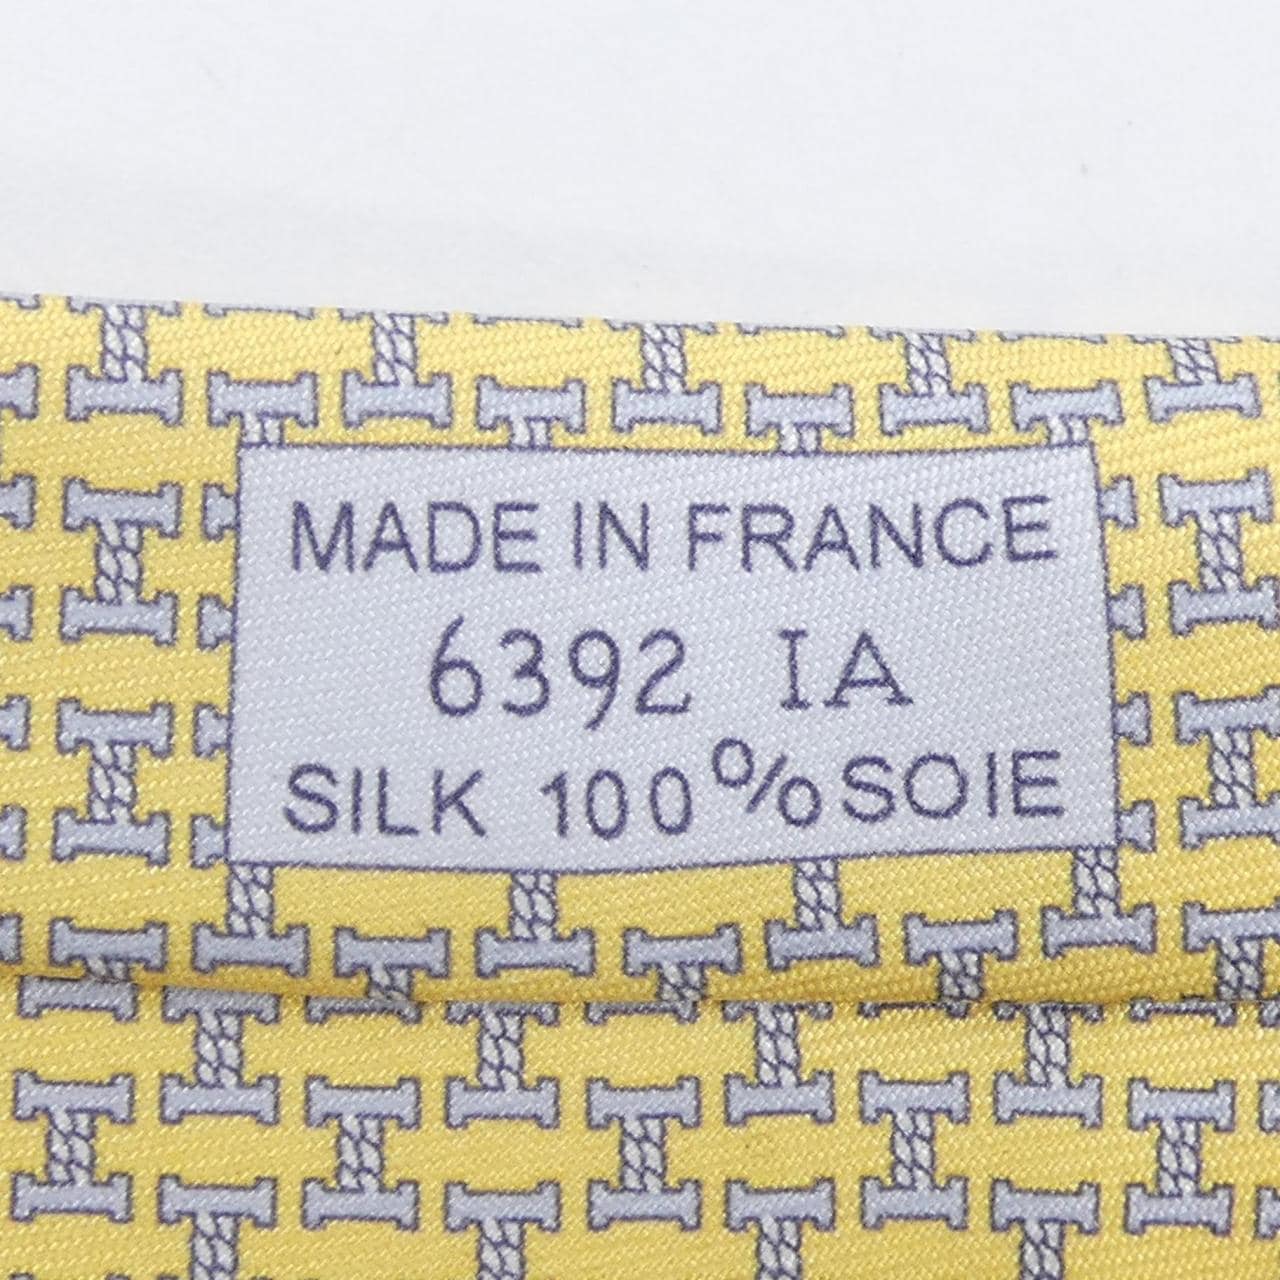 MADE IN FRANCE
6392 IA
SILK 100% SOIE